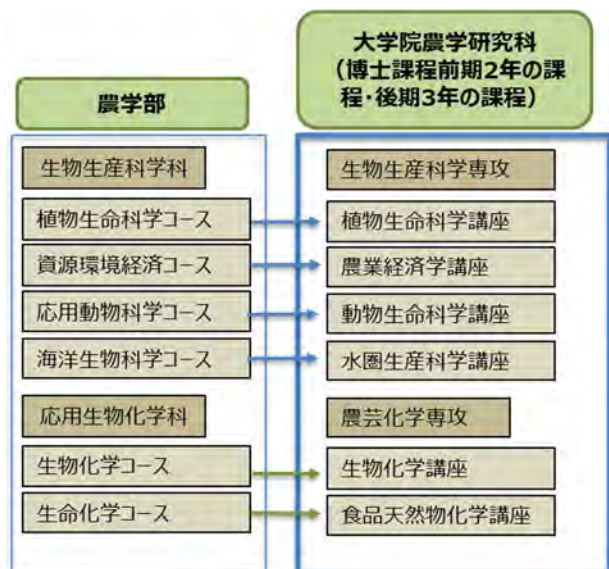 農学部
生物生産科学科
植物生命科学コース
資源環境経済コース
応用動物科学コース
海洋生物科学コース
応用生物化学科
生物化学コース
生命化学コース
大学院農学研究科
（博士課程前期2年の課
程・後期3年の課程）
生物生産科学専攻
植物生命科学講座
農業経済学講座
動物生命科学講座
水圏生産科学講座
農芸化学専攻
生物化学講座
食品天然物化学講座